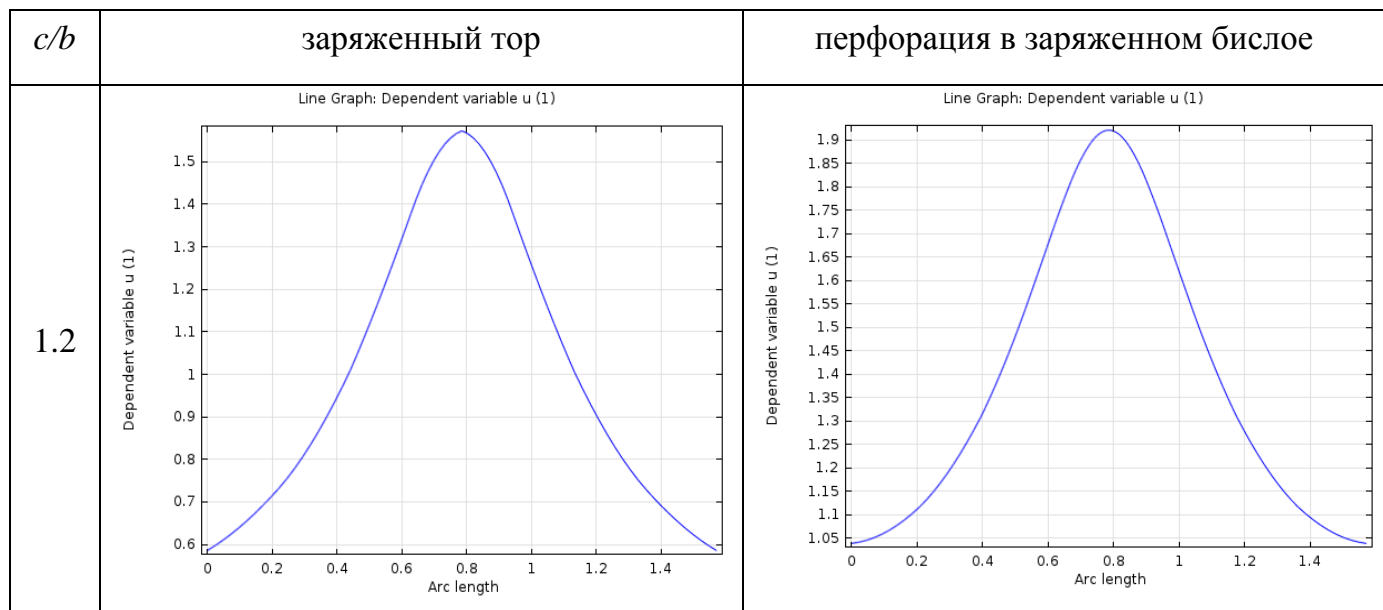 c/b
заряженный тор
перфорация в заряженном бислое
1.2
Line Graph: Dependent variable u (1)
Dependent variable u (1)
1.5
1.4
1.3
1.2
1.1
1
0.9
0.8
0.7
0.6
0 0.2 0.4 0.6 0.8 1 1.2 1.4
Arc length
Line Graph: Dependent variable u (1)
Dependent variable u (1)
1.9
1.85
1.8
1.75
1.7
1.65
1.6
1.55
1.5
1.45
1.4
1.35
1.3
1.25
1.2
1.15
1.1
1.05
0 0.2 0.4 0.6 0.8 1 1.2 1.4
Arc length